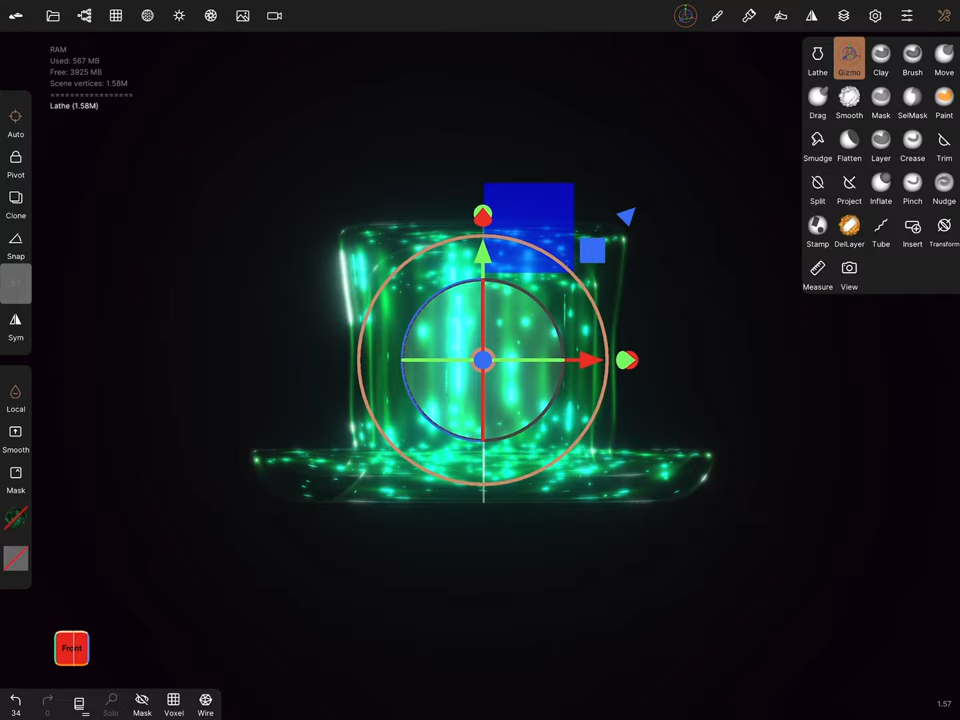 RAM
Used: 567 MB
Free: 3925 MB
Scene vertices: 1.58M
=================
Lathe (1.58M)
Auto
Pivot
Clone
Snap
Sym
Local
Smooth
Mask
Lathe Gizmo Clay Brush Move
Drag Smooth Mask SelMask Paint
Smudge Flatten Layer Crease Trim
Split Project Inflate Pinch Nudge
Stamp DelLayer Tube Insert Transform
Measure View
Front
34 0 Solo Mask Voxel Wire
1.57